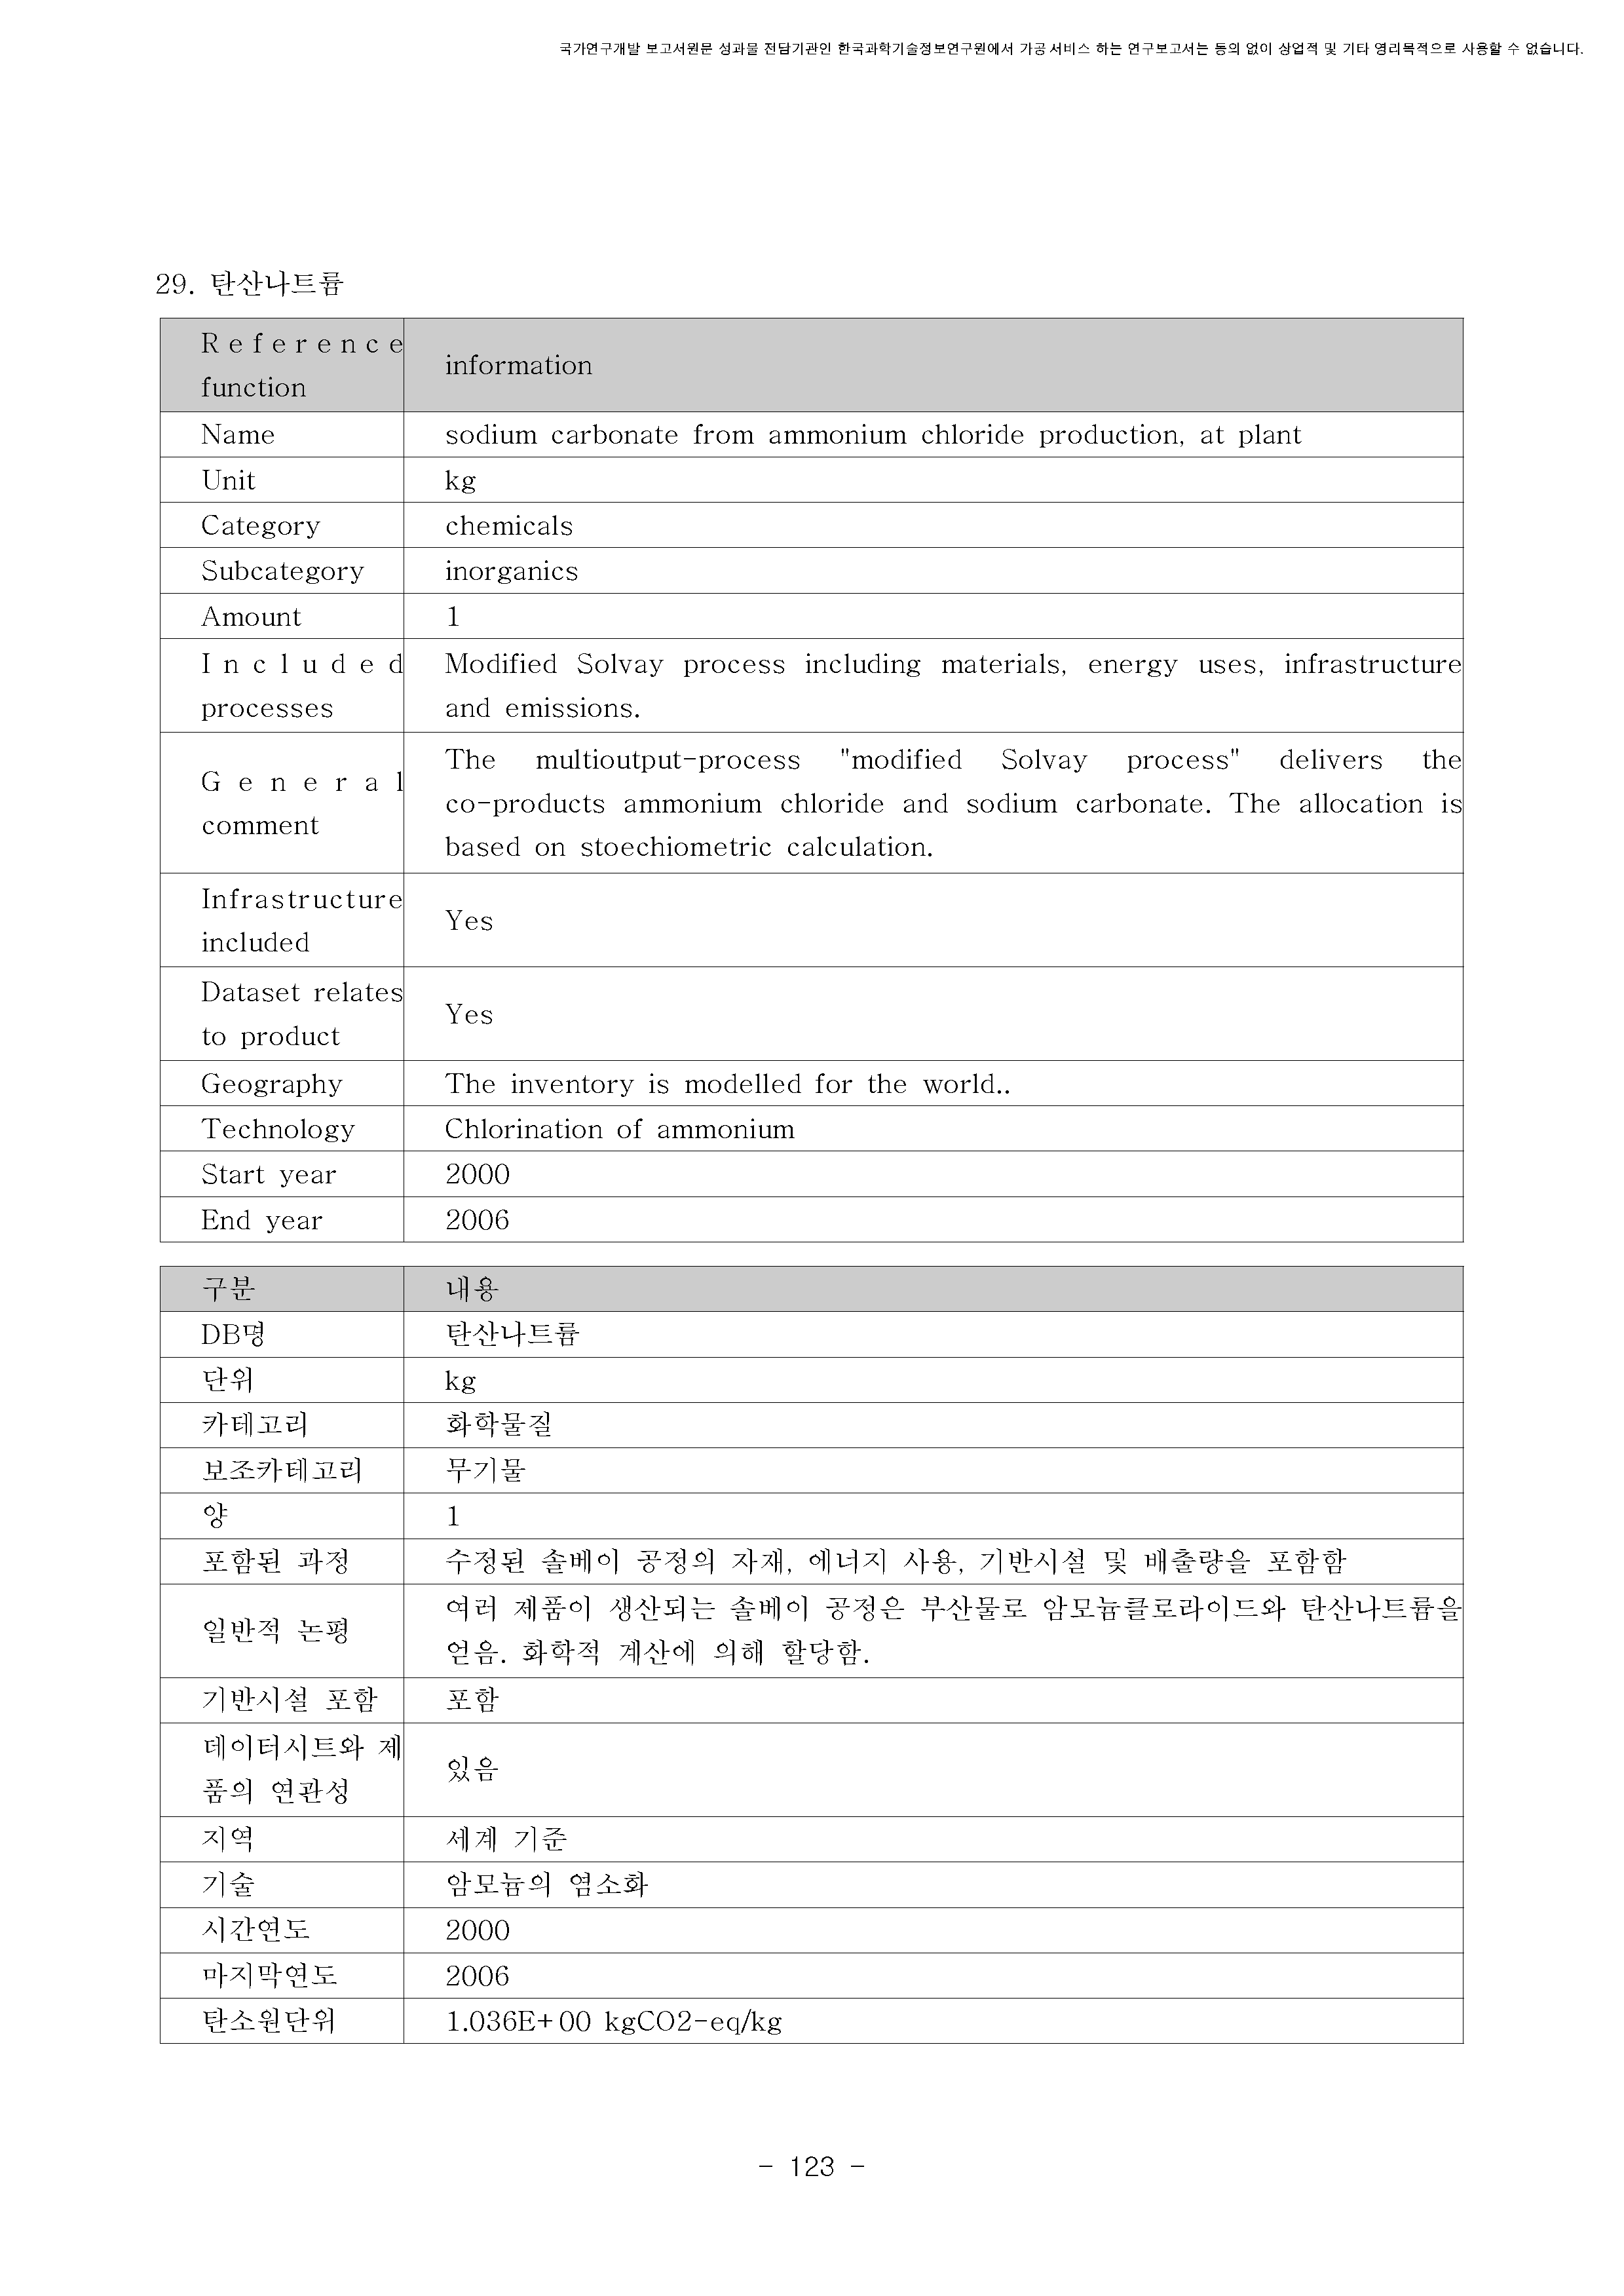 국가연구개발 보고서원문 성과물 전담기관인 한국과학기술정보연구원에서 가공·서비스 하는 연구보고서는 동의 없이 상업적 및 기타 영리목적으로 사용할 수 없습니다.
29. 탄산나트륨
Reference
function
information
Name
sodium carbonate from ammonium chloride production, at plant
Unit
kg
Category
chemicals
Subcategory
inorganics
Amount
1
Included
processes
Modified Solvay process including materials, energy uses, infrastructure
and emissions.
General
comment
The multioutput-process "modified Solvay process" delivers the
co-products ammonium chloride and sodium carbonate. The allocation is
based on stoechiometric calculation.
Infrastructure
included
Yes
Dataset relates
to product
Yes
Geography
The inventory is modelled for the world..
Technology
Chlorination of ammonium
Start year
2000
End year
2006
구분
내용
DB명
탄산나트륨
단위
kg
카테고리
화학물질
보조카테고리
무기물
양
1
포함된 과정
수정된 솔베이 공정의 자재, 에너지 사용, 기반시설 및 배출량을 포함함
일반적 논평
여러 제품이 생산되는 솔베이 공정은 부산물로 암모늄클로라이드와 탄산나트륨을
얻음. 화학적 계산에 의해 할당함.
기반시설 포함
포함
데이터시트와 제
품의 연관성
있음
지역
세계 기준
기술
암모늄의 염소화
시간연도
2000
마지막연도
2006
탄소원단위
1.036E+00 kgCO2-eq/kg
- 123 -